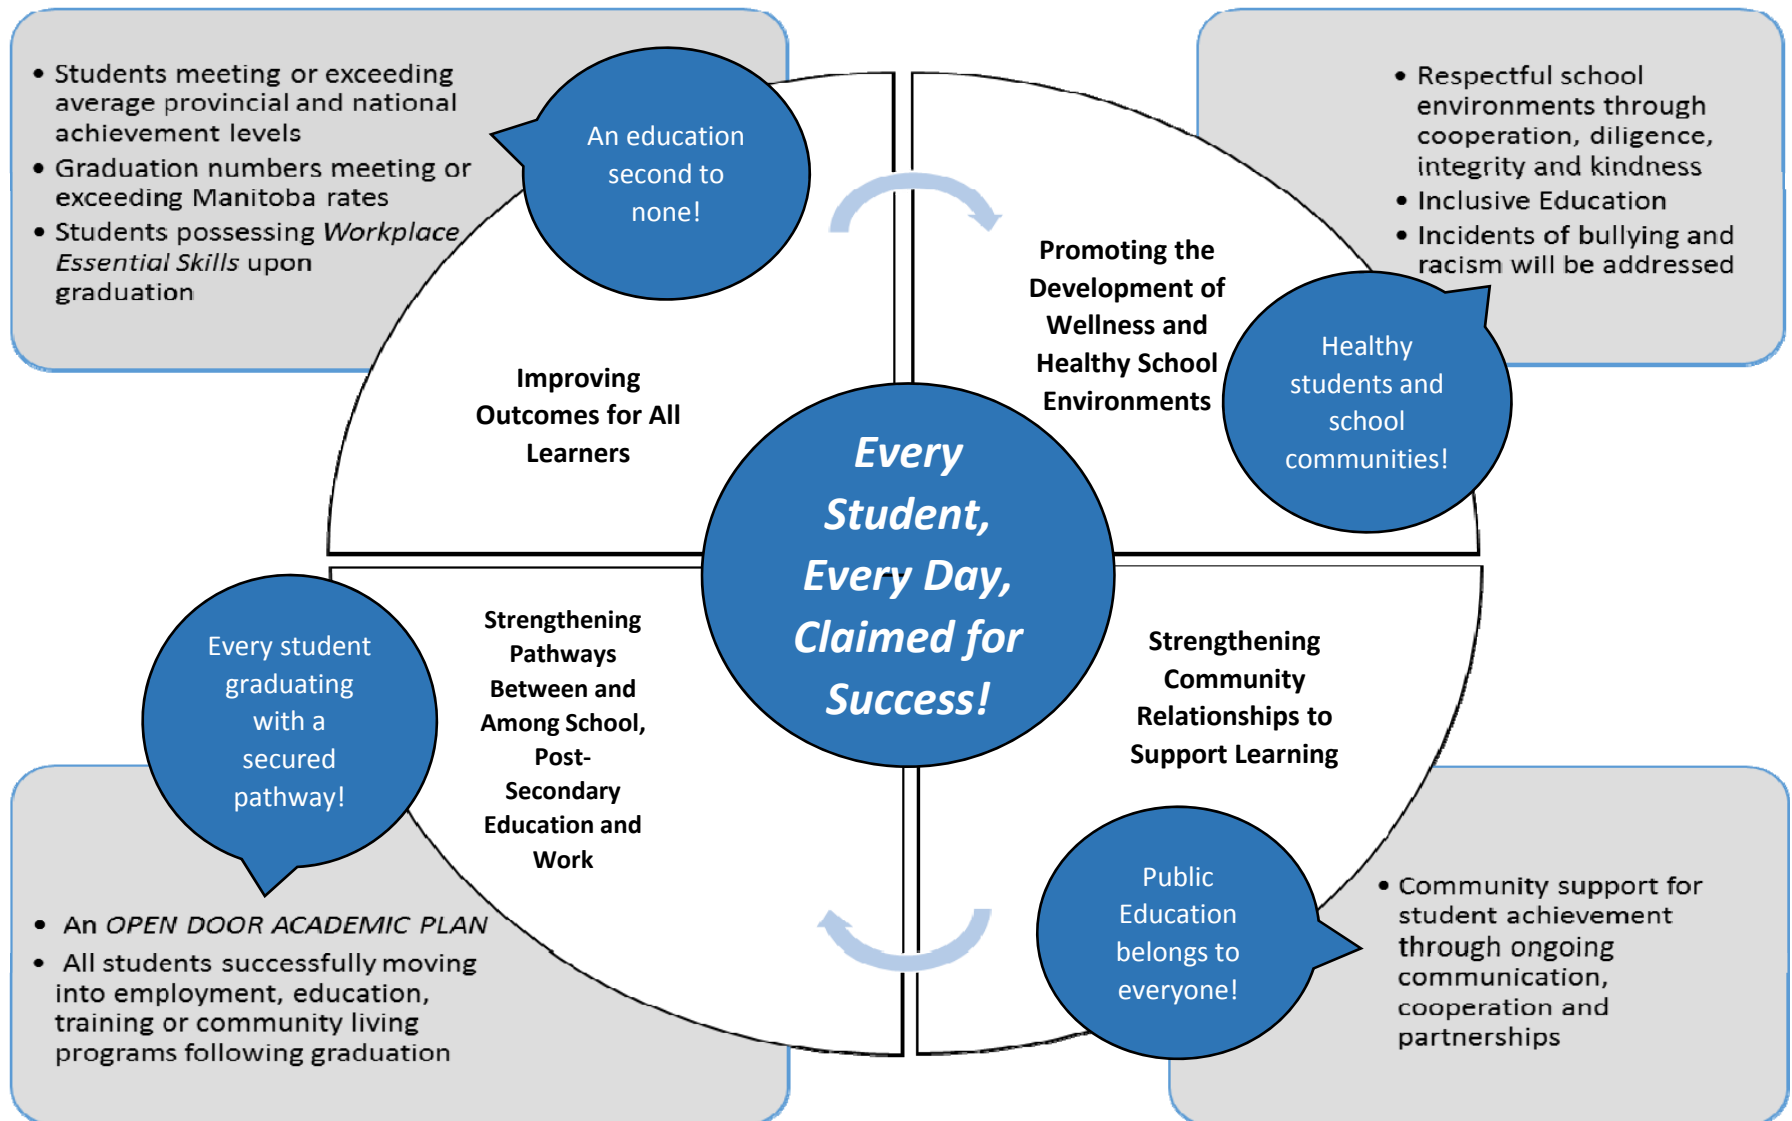 • Students meeting or exceeding
average provincial and national
achievement levels
• Graduation numbers meeting or
exceeding Manitoba rates
• Students possessing Workplace
Essential Skills upon
graduation
An education
second to
none!
Improving
Outcomes for All
Learners
• Respectful school
environments through
cooperation, diligence,
integrity and kindness
• Inclusive Education
• Incidents of bullying and
racism will be addressed
Promoting the
Development of
Wellness and
Healthy School
Environments
Healthy
students and
school
communities!
Every
Student,
Every Day,
Claimed for
Success!
Every student
graduating
with a
secured
pathway!
Strengthening
Pathways
Between and
Among School,
Post-
Secondary
Education and
Work
• An OPEN DOOR ACADEMIC PLAN
• All students successfully moving
into employment, education,
training or community living
programs following graduation
Strengthening
Community
Relationships to
Support Learning
Public
Education
belongs to
everyone!
• Community support for
student achievement
through ongoing
communication,
cooperation and
partnerships